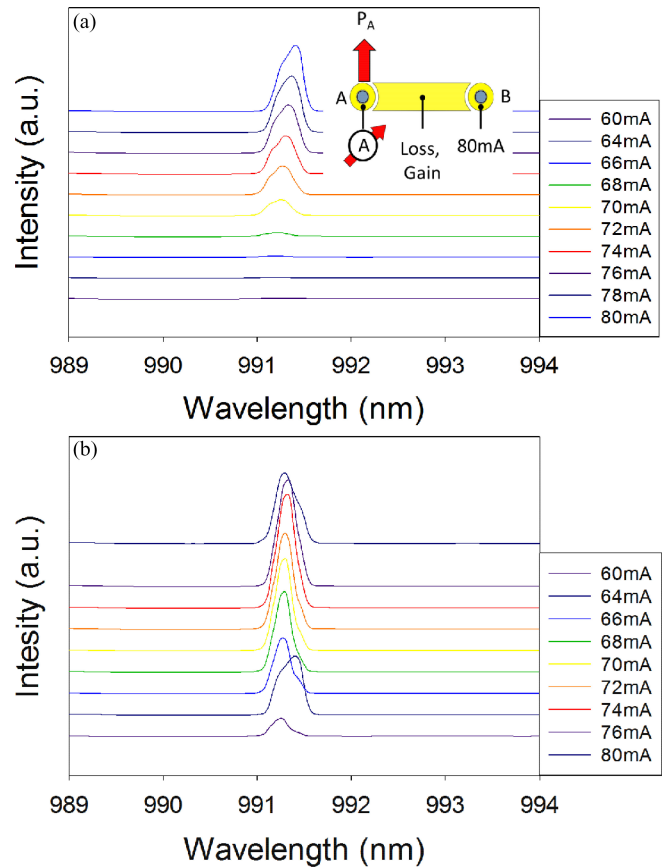 (a)
P_A
A
B
A
Loss,
Gain
80mA
Intensity (a.u.)
60mA
64mA
66mA
68mA
70mA
72mA
74mA
76mA
78mA
80mA
989 990 991 992 993 994
Wavelength (nm)
(b)
Intesity (a.u.)
60mA
64mA
66mA
68mA
70mA
72mA
74mA
76mA
80mA
989 990 991 992 993 994
Wavelength (nm)